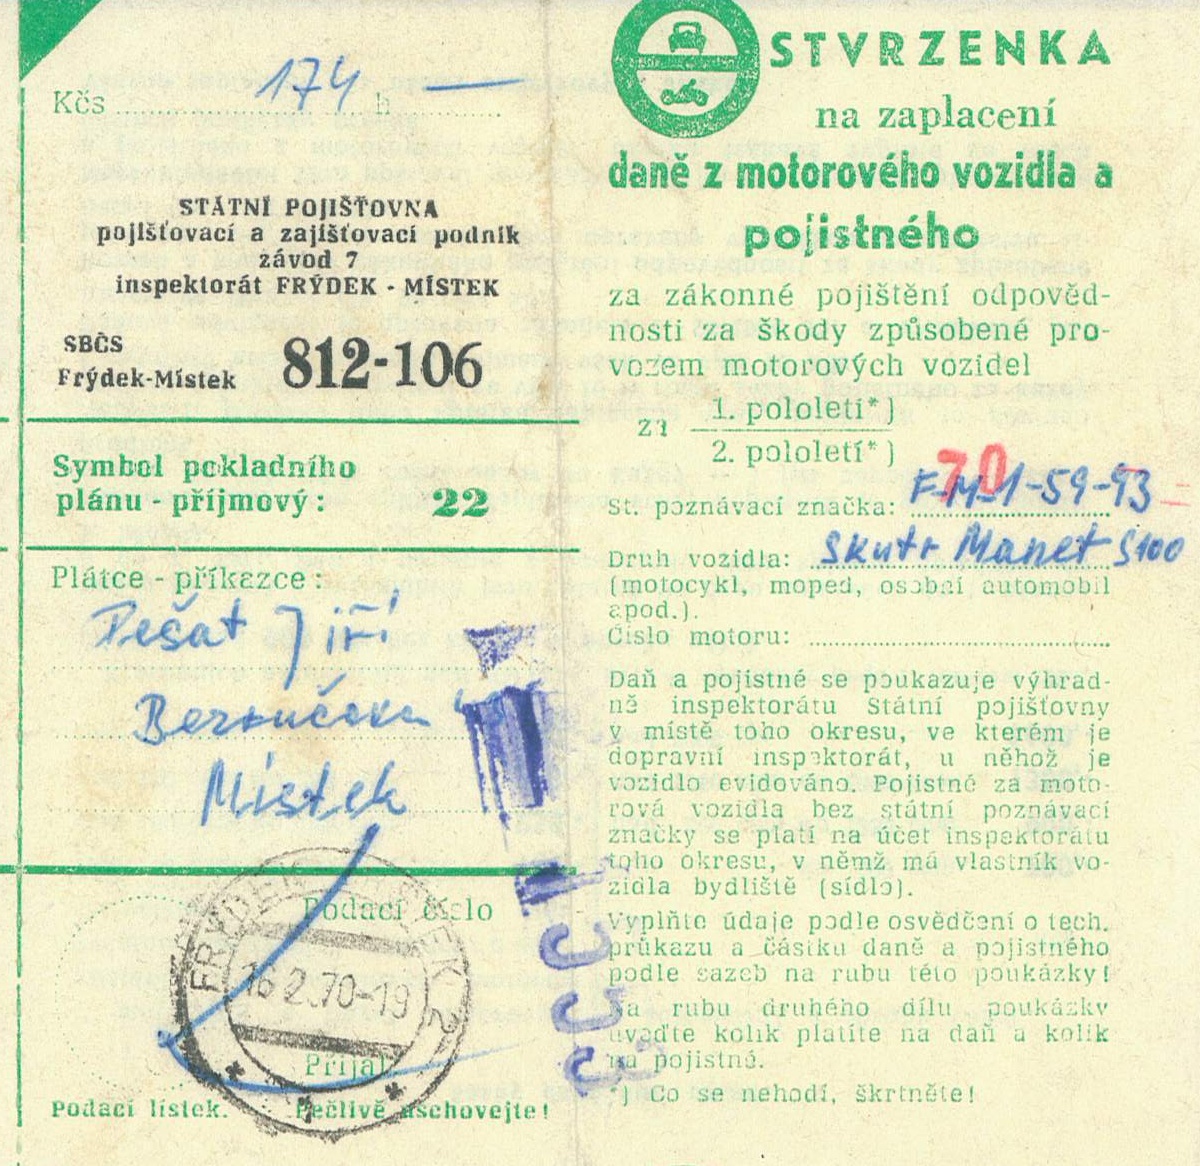 Kčs 174 h —
STÁTNÍ POJIŠŤOVNA
pojišťovací a zajišťovací podnik
závod 7
inspektorát FRÝDEK - MÍSTEK
SBČS
Frýdek-Místek 812-106
Symbol pokladního
plánu - příjmový: 22
Plátce - příkazce:
Pešat Jiří
Místek
Podací číslo
FRÝDEK MÍSTEK 2
16.2.70-19
Přijal
Podací lístek. Pečlivě uschovejte!
STVRZENKA
na zaplacení
daně z motorového vozidla a
pojistného
za zákonné pojištění odpověd-
nosti za škody způsobené pro-
vozem motorových vozidel
za 1. pololetí*)
2. pololetí*)
70
st. poznávací značka: FM-1-59-93
Druh vozidla: skutr Manet S100
(motocykl, moped, osobní automobil
apod.).
Číslo motoru:
Daň a pojistné se poukazuje výhrad-
ně inspektorátu Státní pojišťovny
v místě toho okresu, ve kterém je
dopravní inspektorát, u něhož je
vozidlo evidováno. Pojistné za moto-
rová vozidla bez státní poznávací
značky se platí na účet inspektorátu
toho okresu, v němž má vlastník vo-
zidla bydliště (sídlo).
Vyplňte údaje podle osvědčení o tech.
průkazu a částku daně a pojistného
podle sazeb na rubu této poukázky!
Na rubu druhého dílu poukázky
uveďte kolik platíte na daň a kolik
na pojistné.
*) Co se nehodí, škrtněte!